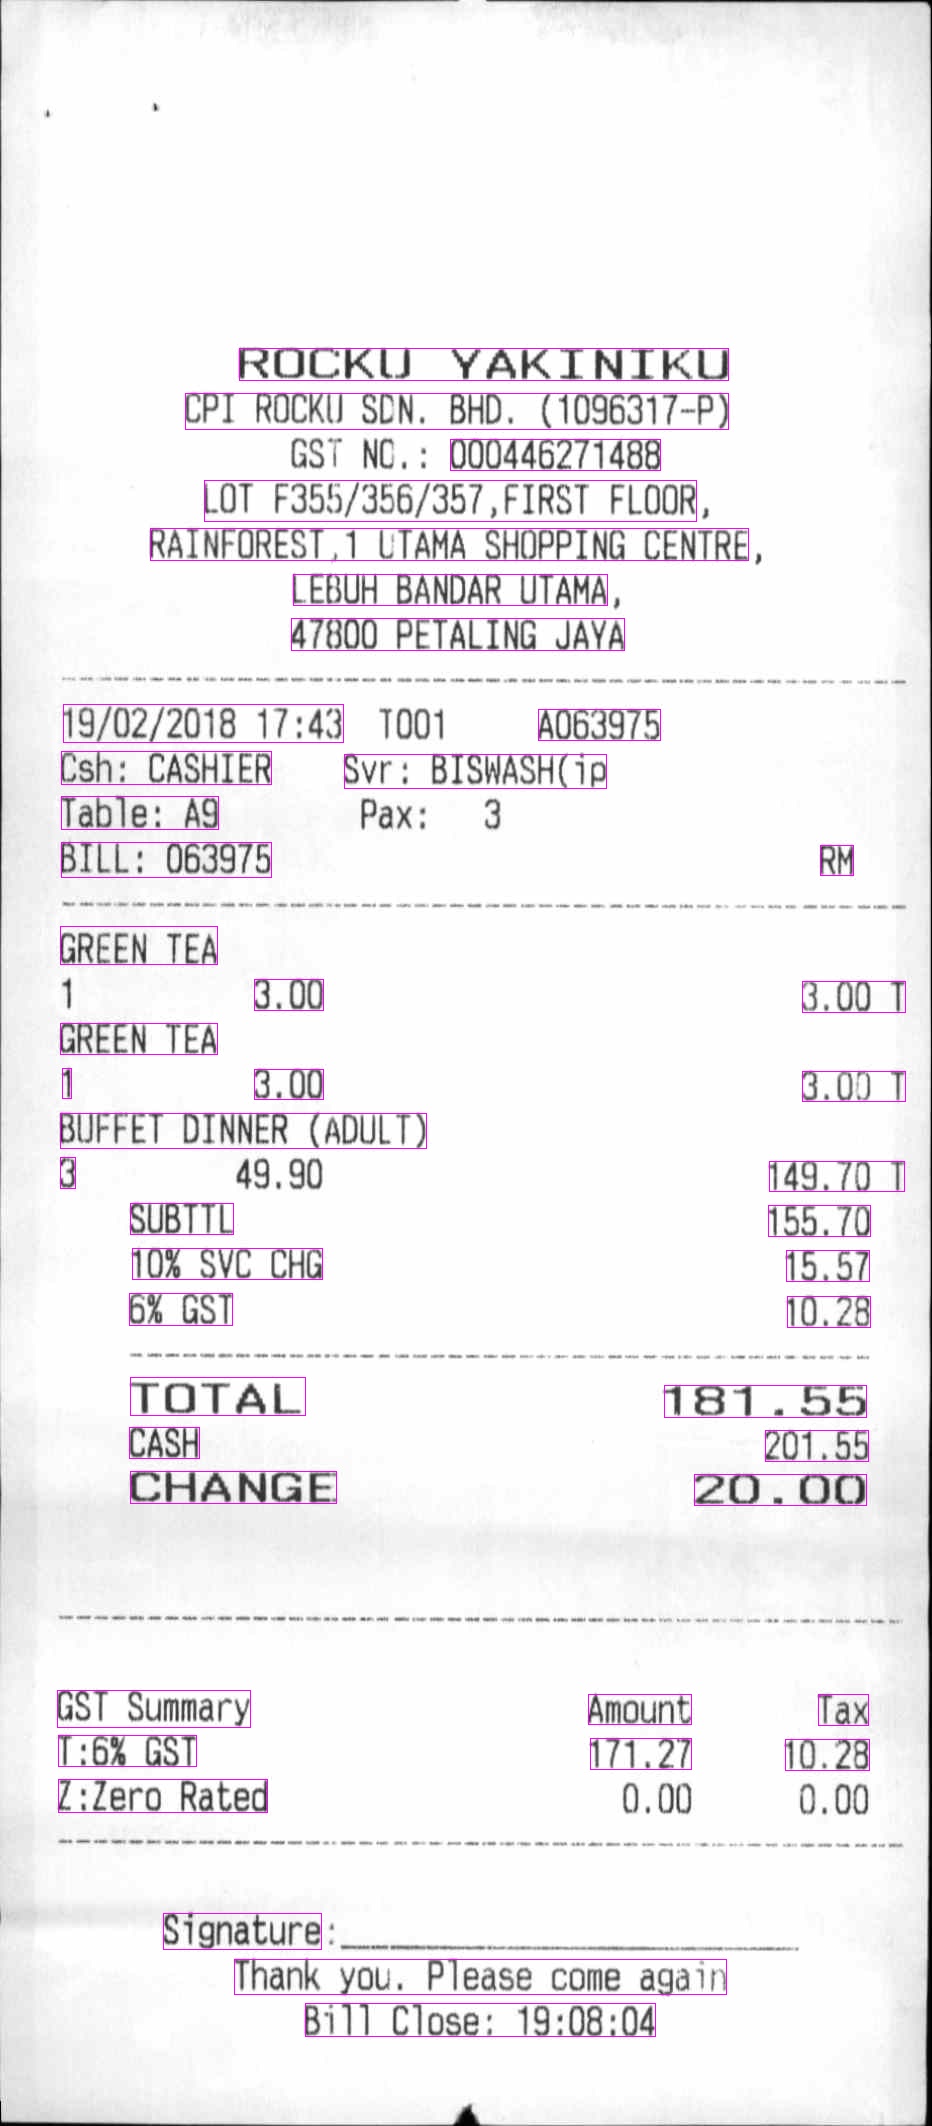 ROCKU YAKINIKU
CPI ROCKU SDN. BHD. (1096317-P)
GST NO.: 000446271488
LOT F355/356/357,FIRST FLOOR,
RAINFOREST,1 UTAMA SHOPPING CENTRE,
LEBUH BANDAR UTAMA,
47800 PETALING JAYA
19/02/2018 17:43 T001 A063975
Csh: CASHIER Svr: BISWASH(ip
Table: A9 Pax: 3
BILL: 063975 RM
GREEN TEA
1 3.00 3.00 T
GREEN TEA
1 3.00 3.00 T
BUFFET DINNER (ADULT)
3 49.90 149.70 T
SUBTTL 155.70
10% SVC CHG 15.57
6% GST 10.28
TOTAL 181.55
CASH 201.55
CHANGE 20.00
GST Summary Amount Tax
T:6% GST 171.27 10.28
Z:Zero Rated 0.00 0.00
Signature:
Thank you. Please come again
Bill Close: 19:08:04